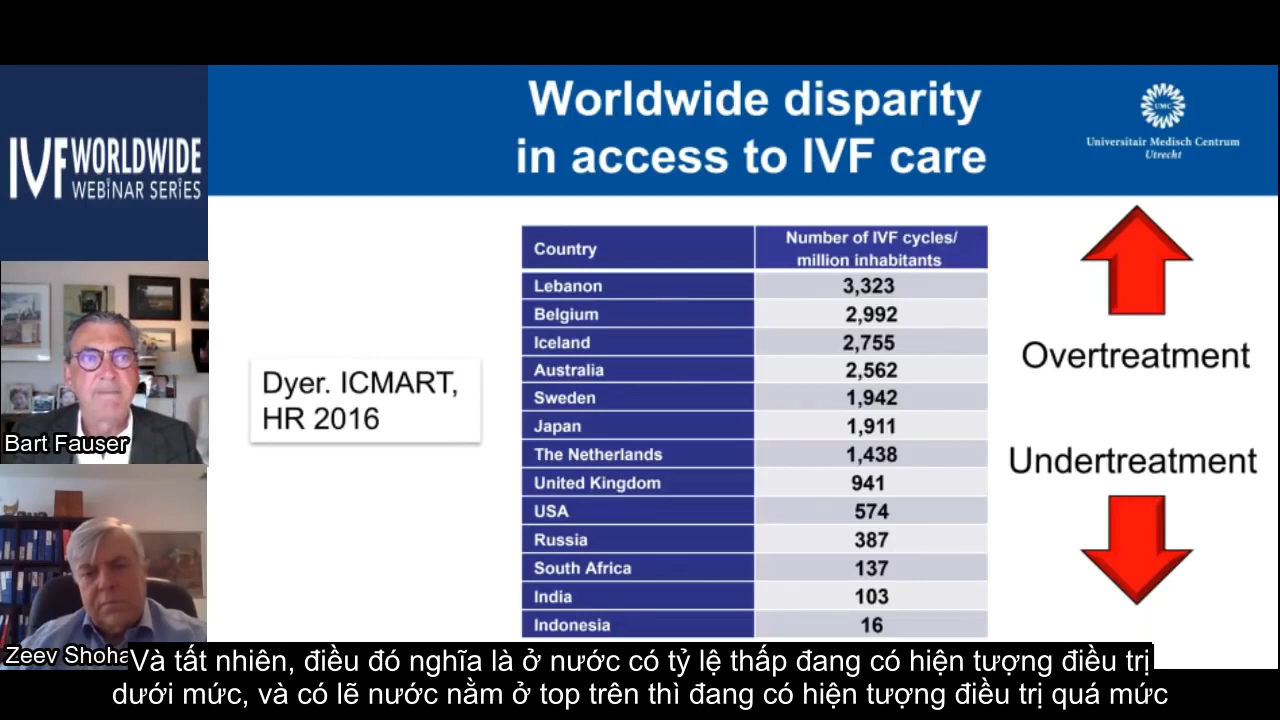 Worldwide disparity
in access to IVF care
UMC
Universitair Medisch Centrum
Utrecht
IVF WORLDWIDE
WEBINAR SERIES
Bart Fauser
Zeev Shoha
Dyer. ICMART,
HR 2016
Country Number of IVF cycles/
million inhabitants
Lebanon 3,323
Belgium 2,992
Iceland 2,755
Australia 2,562
Sweden 1,942
Japan 1,911
The Netherlands 1,438
United Kingdom 941
USA 574
Russia 387
South Africa 137
India 103
Indonesia 16
Overtreatment
Undertreatment
Và tất nhiên, điều đó nghĩa là ở nước có tỷ lệ thấp đang có hiện tượng điều trị
dưới mức, và có lẽ nước nằm ở top trên thì đang có hiện tượng điều trị quá mức